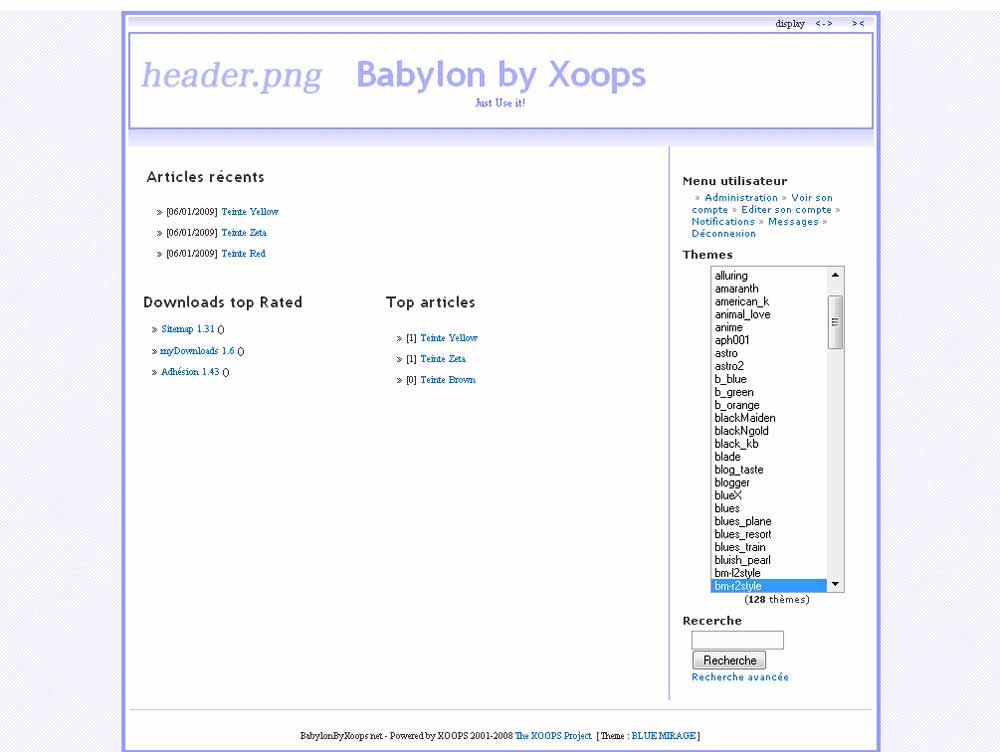 display <-> ><
header.png Babylon by Xoops
Just Use it!
Articles récents
» [06/01/2009] Teinte Yellow
» [06/01/2009] Teinte Zeta
» [06/01/2009] Teinte Red
Downloads top Rated
» Sitemap 1.31 ()
» myDownloads 1.6 ()
» Adhésion 1.43 ()
Top articles
» [1] Teinte Yellow
» [1] Teinte Zeta
» [0] Teinte Brown
Menu utilisateur
» Administration » Voir son
compte » Editer son compte »
Notifications » Messages »
Déconnexion
Themes
alluring
amaranth
american_k
animal_love
anime
aph001
astro
astro2
b_blue
b_green
b_orange
blackMaiden
blackNgold
black_kb
blade
blog_taste
blogger
blueX
blues
blues_plane
blues_resort
blues_train
bluish_pearl
bm-l2style
bm-r2style
(128 thèmes)
Recerche
Recherche
Recherche avancée
BabylonByXoops net - Powered by XOOPS 2001-2008 The XOOPS Project [ Theme : BLUE MIRAGE ]